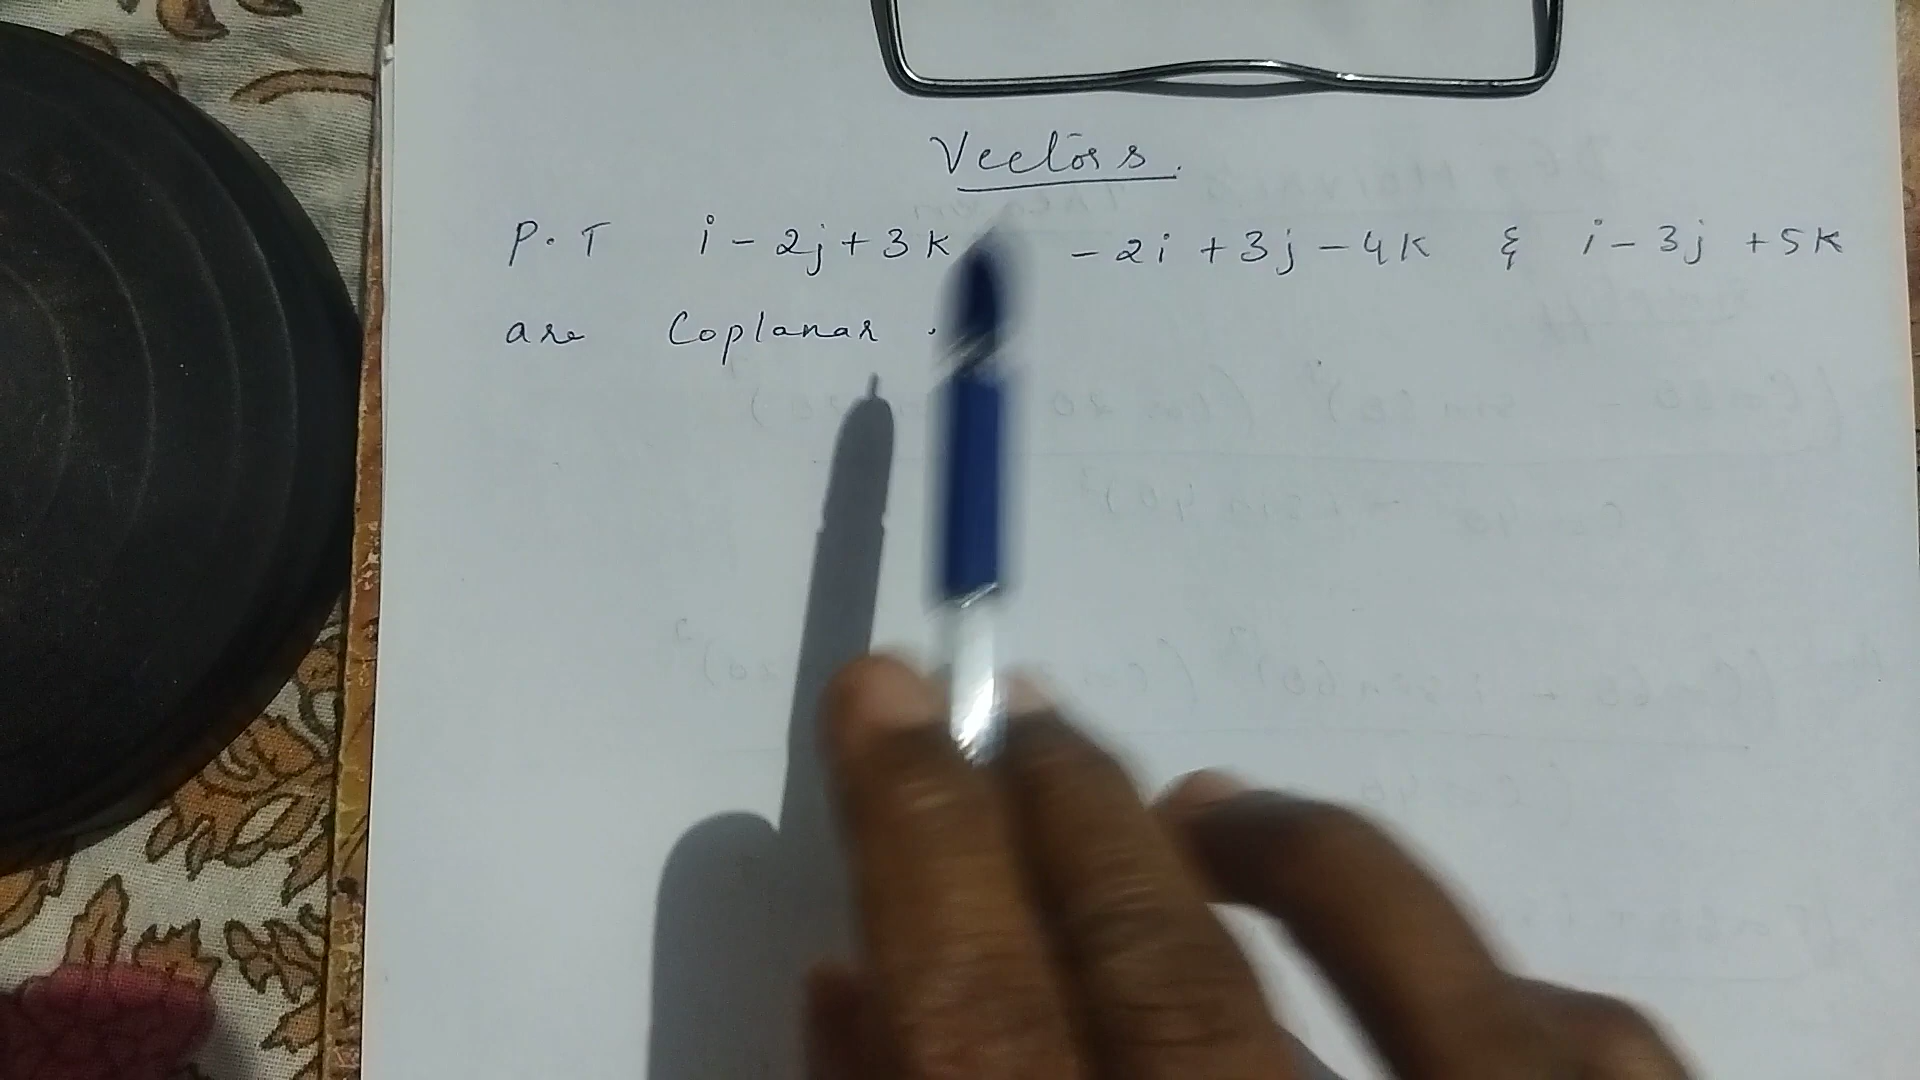 Vectors.
P.T i - 2j + 3k - 2i + 3j - 4k & i - 3j + 5k
are Coplanar.